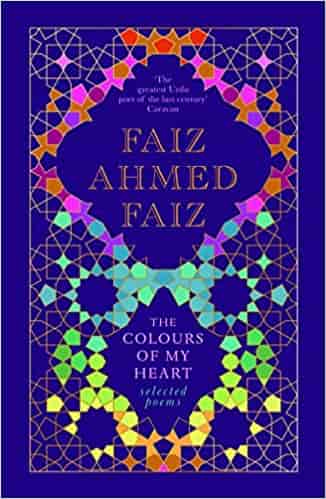 'The
greatest Urdu
poet of the last century'
Caravan
FAIZ
AHMED
FAIZ
THE
COLOURS
OF MY
HEART
selected
poems